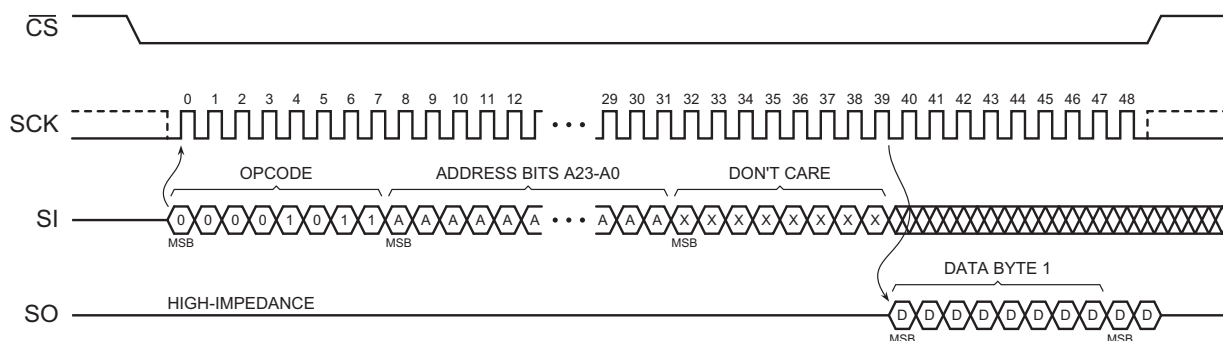 CS
SCK
0 1 2 3 4 5 6 7 8 9 10 11 12 29 30 31 32 33 34 35 36 37 38 39 40 41 42 43 44 45 46 47 48
OPCODE ADDRESS BITS A23-A0 DON'T CARE
SI
0 0 0 0 1 0 1 1 A A A A A A A A A X X X X X X X X
MSB MSB MSB
DATA BYTE 1
HIGH-IMPEDANCE
SO
D D D D D D D D D D
MSB MSB